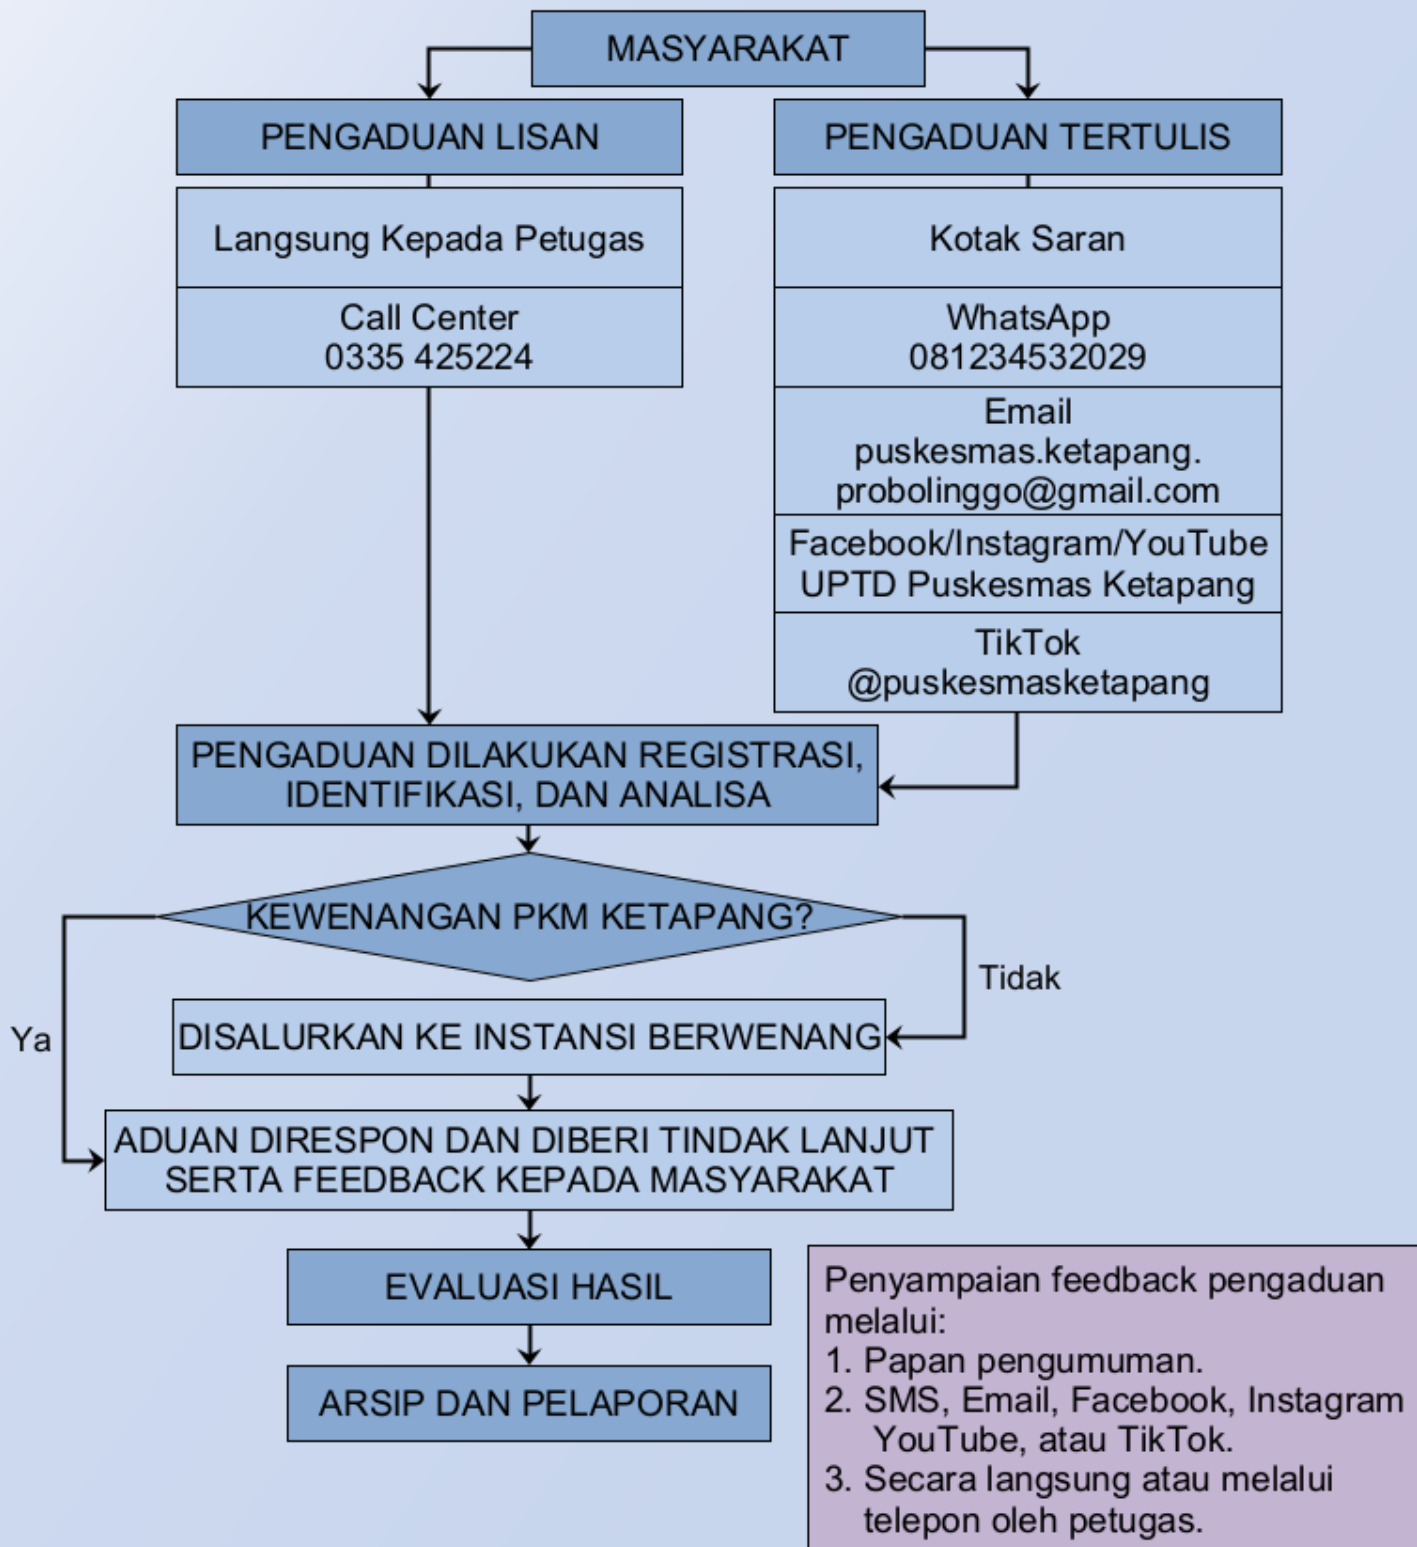 MASYARAKAT
PENGADUAN LISAN
Langsung Kepada Petugas
Call Center
0335 425224
PENGADUAN TERTULIS
Kotak Saran
WhatsApp
081234532029
Email
puskesmas.ketapang.
probolinggo@gmail.com
Facebook/Instagram/YouTube
UPTD Puskesmas Ketapang
TikTok
@puskesmasketapang
PENGADUAN DILAKUKAN REGISTRASI,
IDENTIFIKASI, DAN ANALISA
KEWENANGAN PKM KETAPANG?
Tidak
Ya
DISALURKAN KE INSTANSI BERWENANG
ADUAN DIRESPON DAN DIBERI TINDAK LANJUT
SERTA FEEDBACK KEPADA MASYARAKAT
EVALUASI HASIL
ARSIP DAN PELAPORAN
Penyampaian feedback pengaduan
melalui:
1. Papan pengumuman.
2. SMS, Email, Facebook, Instagram
YouTube, atau TikTok.
3. Secara langsung atau melalui
telepon oleh petugas.